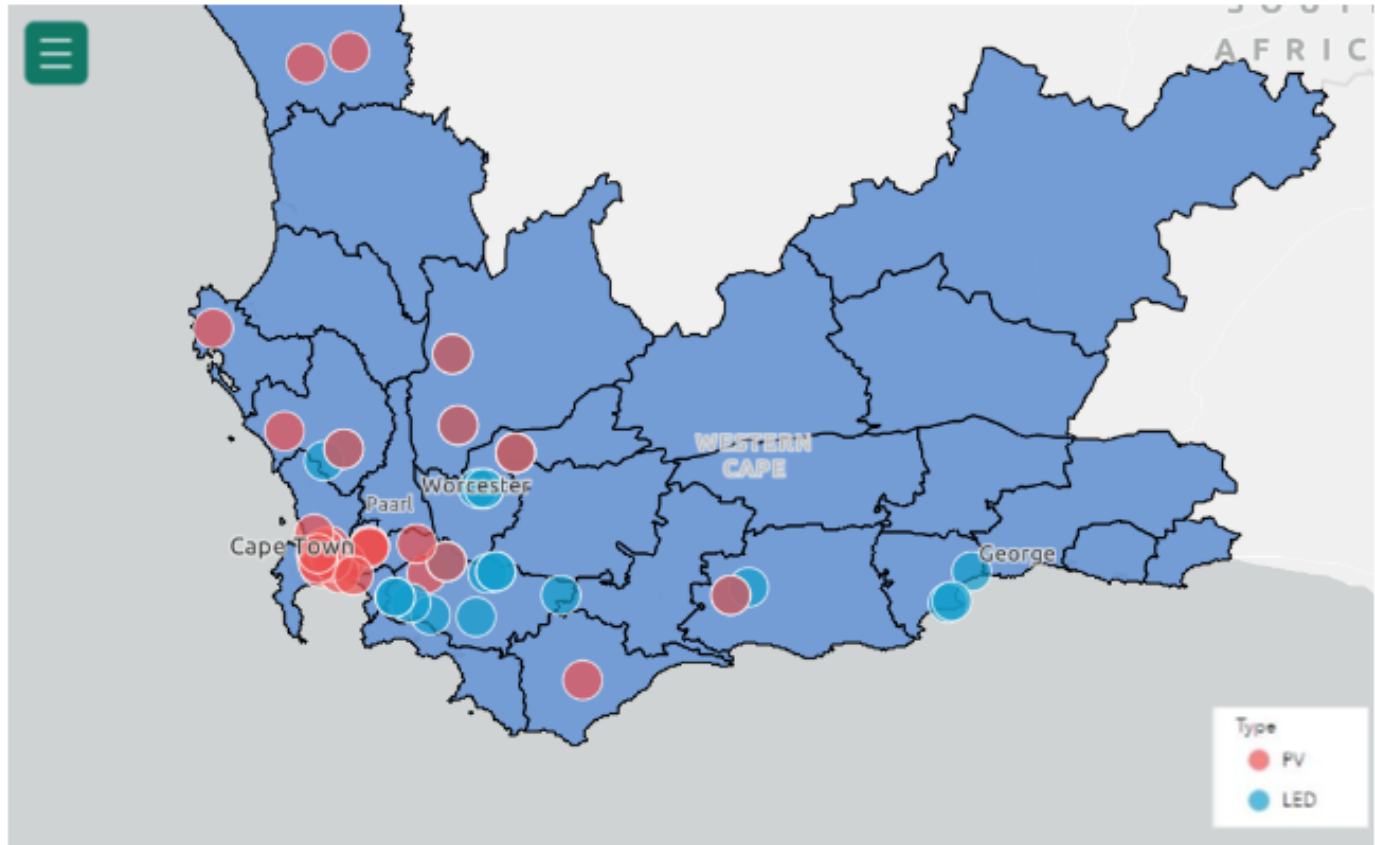 AFRIC
WESTERN
CAPE
Worcester
Paarl
Cape Town
George
Type
PV
LED